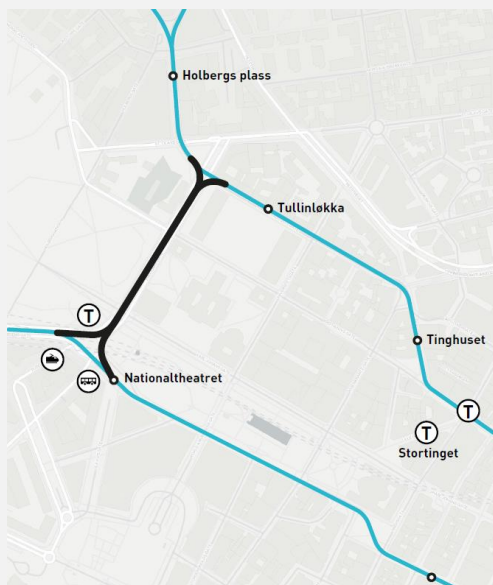 Holbergs plass
Tullinløkka
T
Tinghuset
Nationaltheatret
T
T
Stortinget